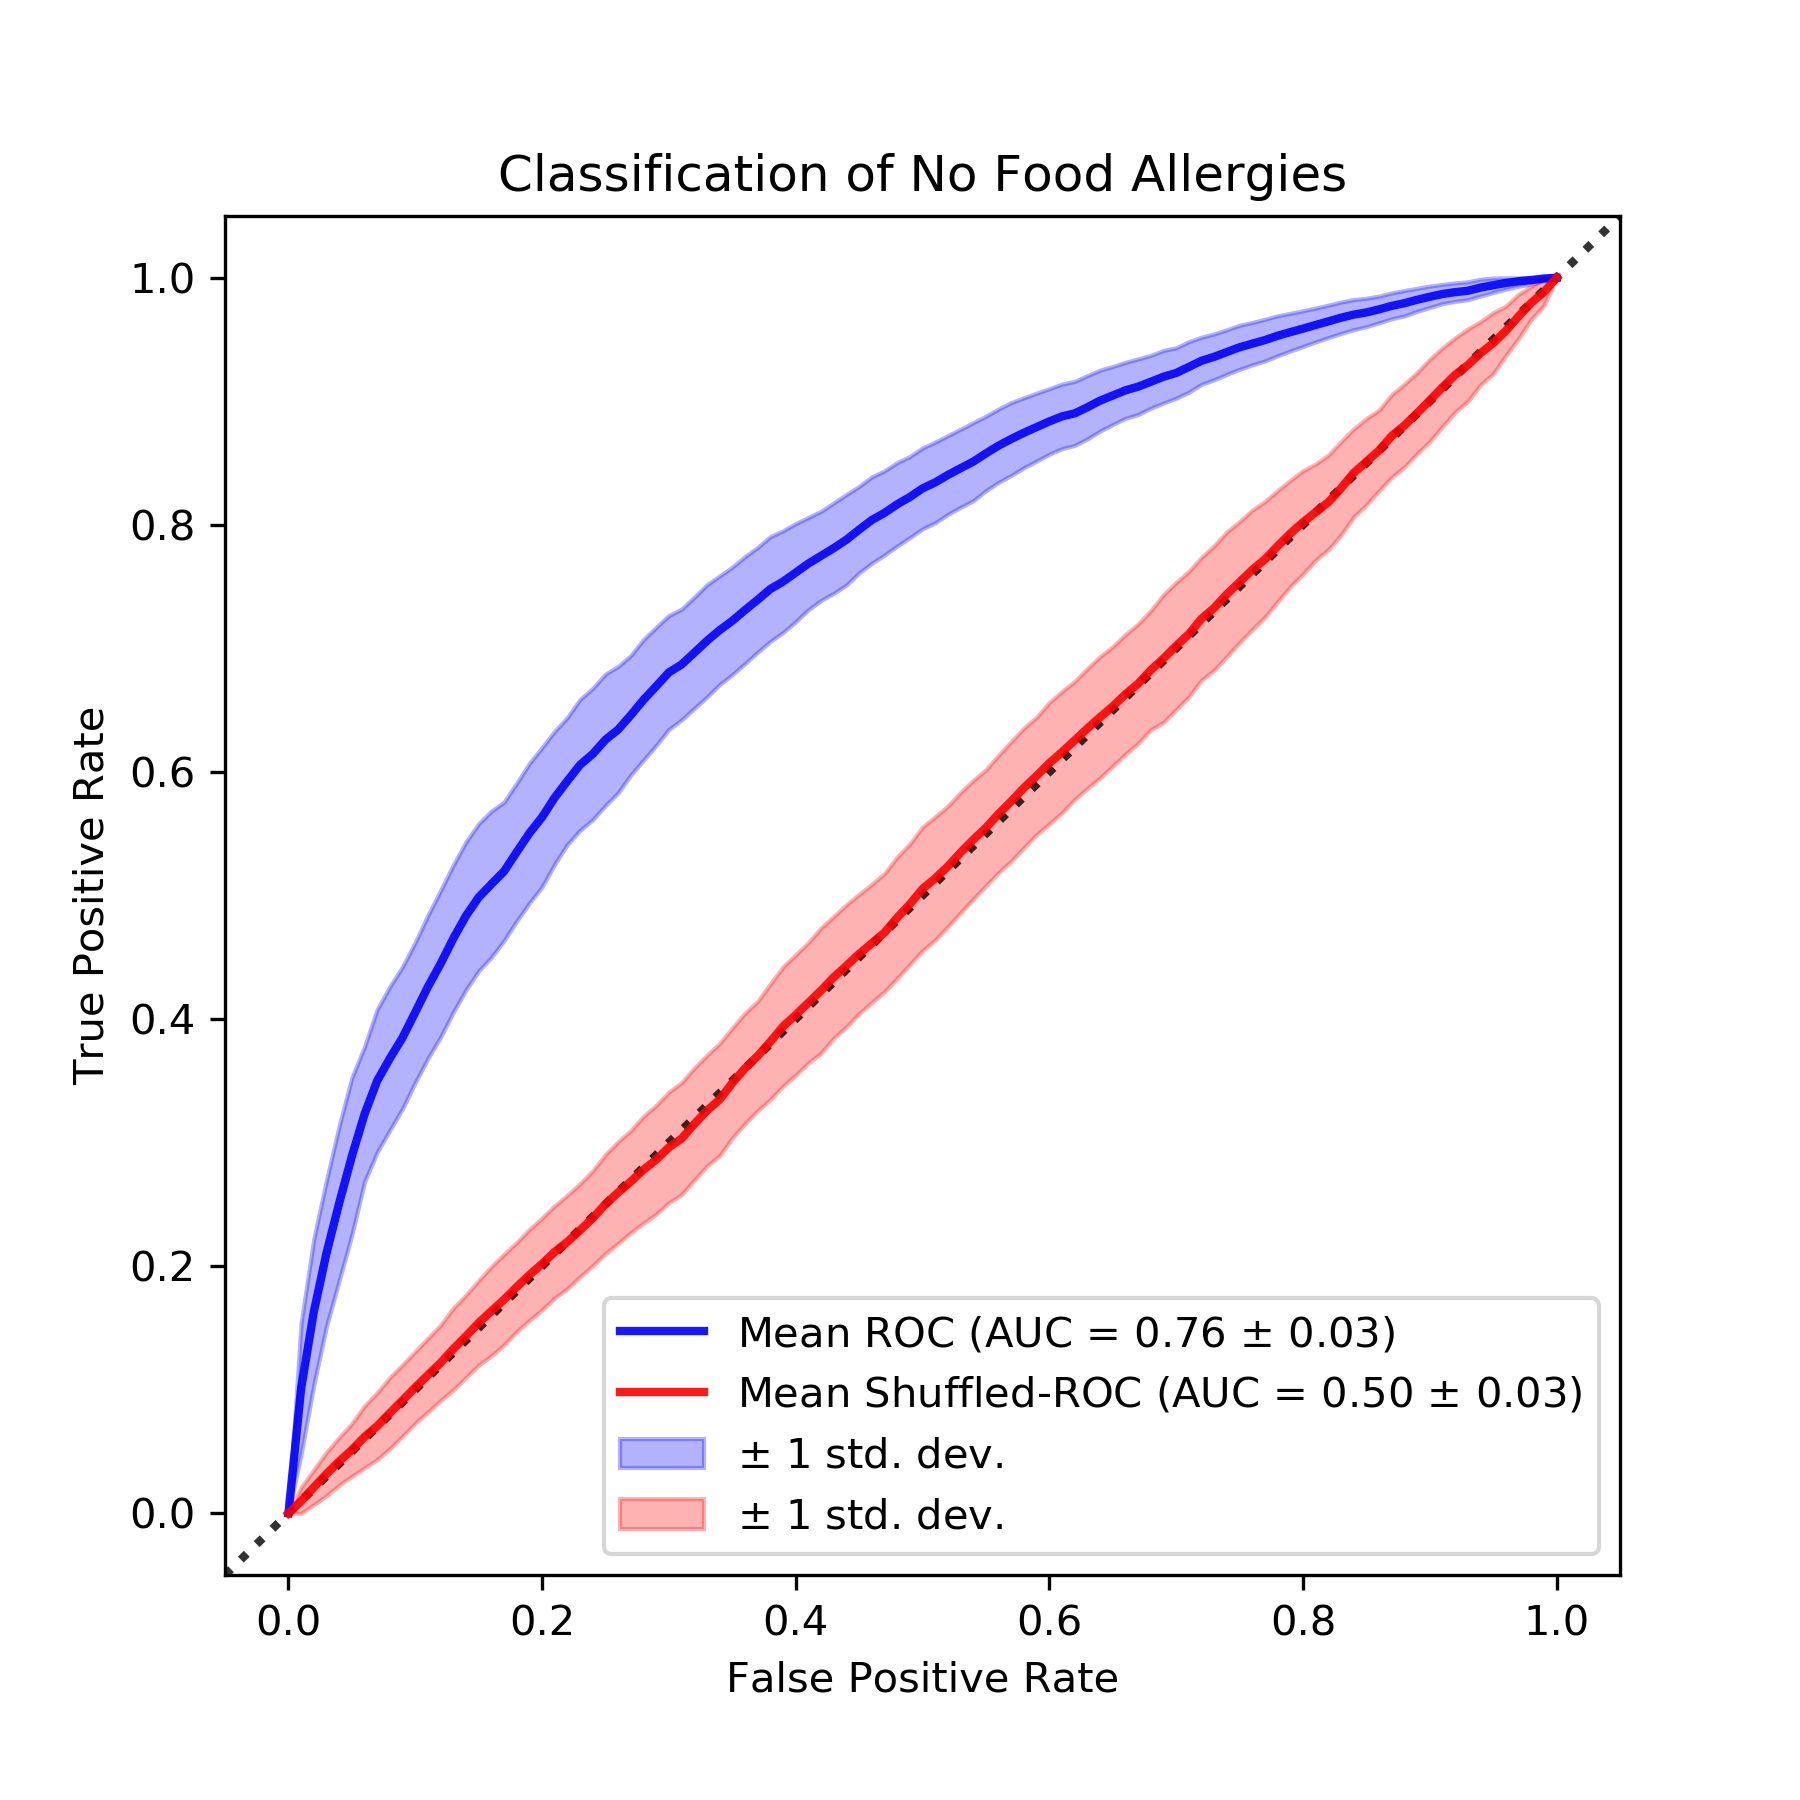 Classification of No Food Allergies
1.0
0.8
0.6
0.4
0.2
0.0
True Positive Rate
Mean ROC (AUC = 0.76 ± 0.03)
Mean Shuffled-ROC (AUC = 0.50 ± 0.03)
± 1 std. dev.
± 1 std. dev.
0.0 0.2 0.4 0.6 0.8 1.0
False Positive Rate